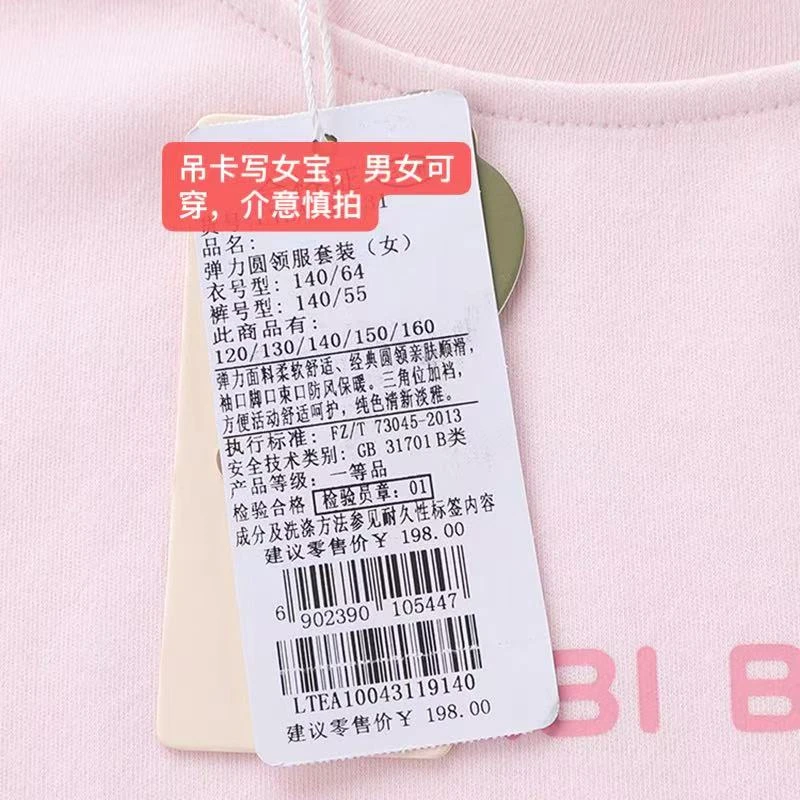 吊卡写女宝，男女可
穿，介意慎拍
品名：
弹力圆领服套装（女）
衣号型：140/64
裤号型：140/55
此商品有：
120/130/140/150/160
弹力面料柔软舒适、经典圆领亲肤顺滑，
袖口脚口束口防风保暖。三角位加裆，
方便活动舒适呵护，纯色清新淡雅。
执行标准：FZ/T 73045-2013
安全技术类别：GB 31701 B类
产品等级：一等品
检验合格 检验员章：01
成分及洗涤方法参见耐久性标签内容
建议零售价￥ 198.00
6 902390 105447
LTEA10043119140
建议零售价￥ 198.00
BI B